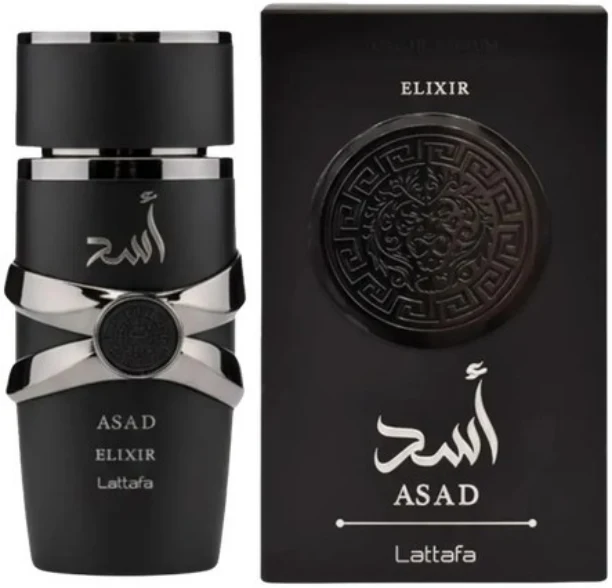 أسد
ASAD
ELIXIR
Lattafa
ELIXIR
أسد
ASAD
Lattafa